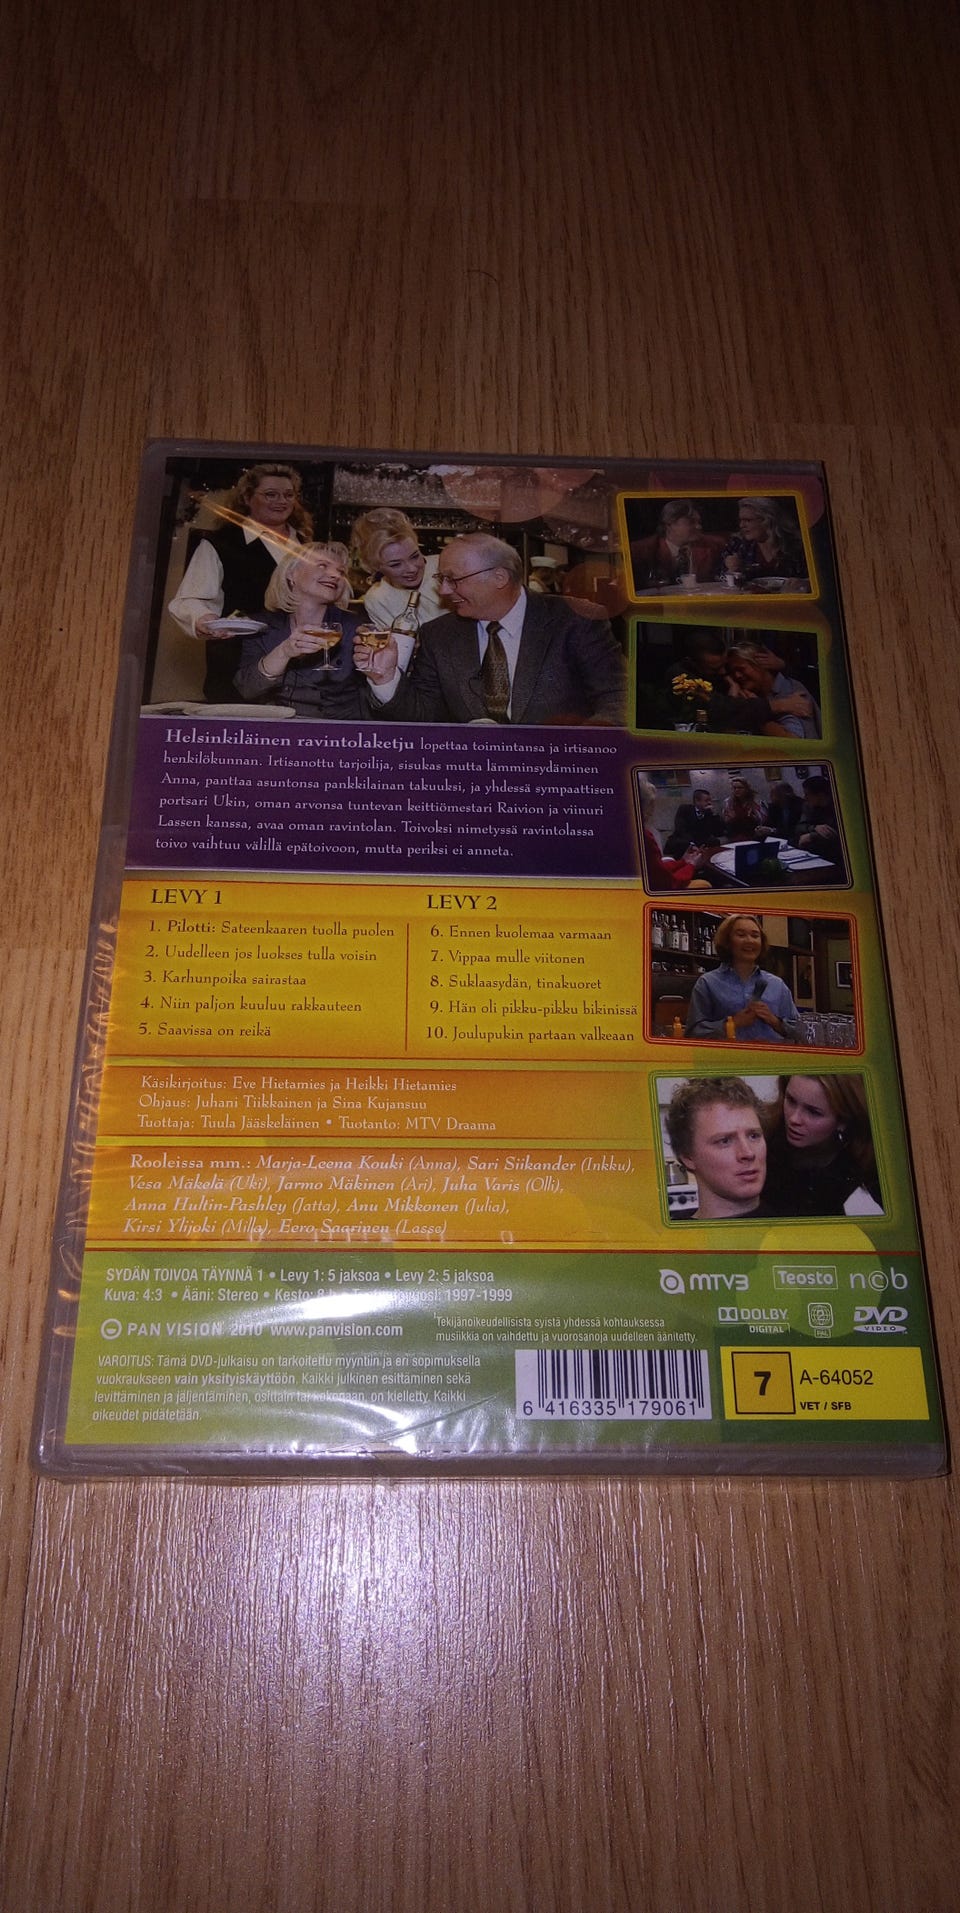 Helsinkiläinen ravintolaketju lopettaa toimintansa ja irtisanoo
henkilökunnan. Irtisanottu tarjoilija, sisukas mutta lämminsydäminen
Anna, panttaa asuntonsa pankkilainan takuuksi, ja yhdessä sympaattisen
portsari Ukin, oman arvonsa tuntevan keittiömestari Raivion ja viinuri
Lassen kanssa, avaa oman ravintolan. Toivoksi nimetyssä ravintolassa
toivo vaihtuu välillä epätoivoon, mutta periksi ei anneta.
LEVY 1
1. Pilotti: Sateenkaaren tuolla puolen
2. Uudelleen jos luokses tulla voisin
3. Karhunpoika sairastaa
4. Niin paljon kuuluu rakkauteen
5. Saavissa on reikä
LEVY 2
6. Ennen kuolemaa varmaan
7. Vippaa mulle viitonen
8. Suklaasydän, tinakuoret
9. Hän oli pikku-pikku bikinissä
10. Joulupukin partaan valkeaan
Käsikirjoitus: Eve Hietamies ja Heikki Hietamies
Ohjaus: Juhani Tiikkainen ja Sina Kujansuu
Tuottaja: Tuula Jääskeläinen • Tuotanto: MTV Draama
Rooleissa mm.: Marja-Leena Kouki (Anna), Sari Siikander (Inkku),
Vesa Mäkelä (Uki), Jarmo Mäkinen (Ari), Juha Varis (Olli),
Anna Hultin-Pashley (Jatta), Anu Mikkonen (Julia),
Kirsi Ylijoki (Milla), Eero Saarinen (Lasse)
SYDÄN TOIVOA TÄYNNÄ 1 • Levy 1: 5 jaksoa • Levy 2: 5 jaksoa
Kuva: 4:3 • Ääni: Stereo • Kesto: 8 h • 1997-1999
PAN VISION 2010 www.panvision.com
MTV3
Teosto
ncb
DOLBY
DIGITAL
PAL
DVD
VIDEO
Tekijänoikeudellisista syistä yhdessä kohtauksessa
musiikkia on vaihdettu ja vuorosanoja uudelleen äänitetty.
VAROITUS: Tämä DVD-julkaisu on tarkoitettu myyntiin ja eri sopimuksella
vuokraukseen vain yksityiskäyttöön. Kaikki julkinen esittäminen sekä
levittäminen ja jäljentäminen, osittain tai kokonaan, on kielletty. Kaikki
oikeudet pidätetään.
6 416335 179061
7
A-64052
VET / SFB